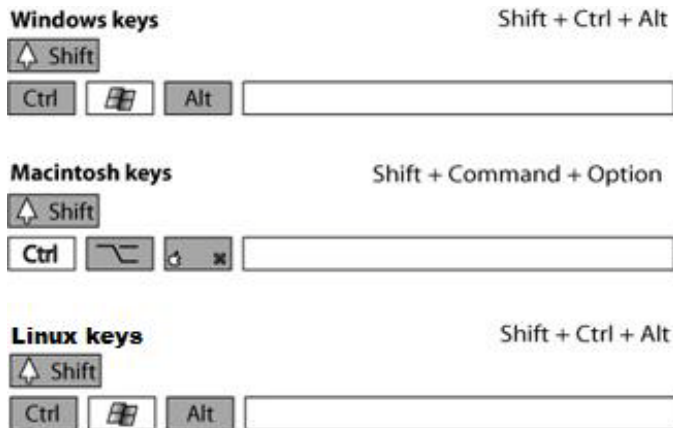 Windows keys Shift + Ctrl + Alt
Shift
Ctrl Alt
Macintosh keys Shift + Command + Option
Shift
Ctrl ⌥ ⌘
Linux keys Shift + Ctrl + Alt
Shift
Ctrl Alt